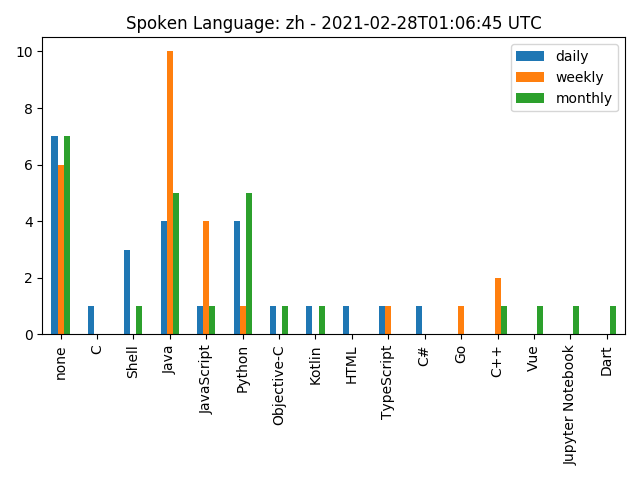 Spoken Language: zh - 2021-02-28T01:06:45 UTC
daily
weekly
monthly
10
8
6
4
2
0
none
C
Shell
Java
JavaScript
Python
Objective-C
Kotlin
HTML
TypeScript
C#
Go
C++
Vue
Jupyter Notebook
Dart